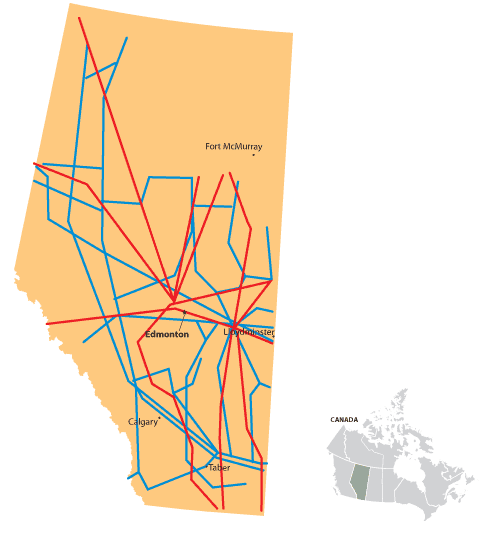 Fort McMurray
Edmonton
Lloydminster
Calgary
Taber
CANADA